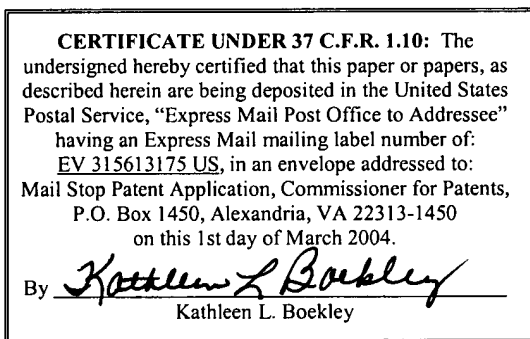 CERTIFICATE UNDER 37 C.F.R. 1.10: The
undersigned hereby certified that this paper or papers, as
described herein are being deposited in the United States
Postal Service, “Express Mail Post Office to Addressee”
having an Express Mail mailing label number of:
EV 315613175 US, in an envelope addressed to:
Mail Stop Patent Application, Commissioner for Patents,
P.O. Box 1450, Alexandria, VA 22313-1450
on this 1st day of March 2004.
By Kathleen L Boekley
Kathleen L. Boekley